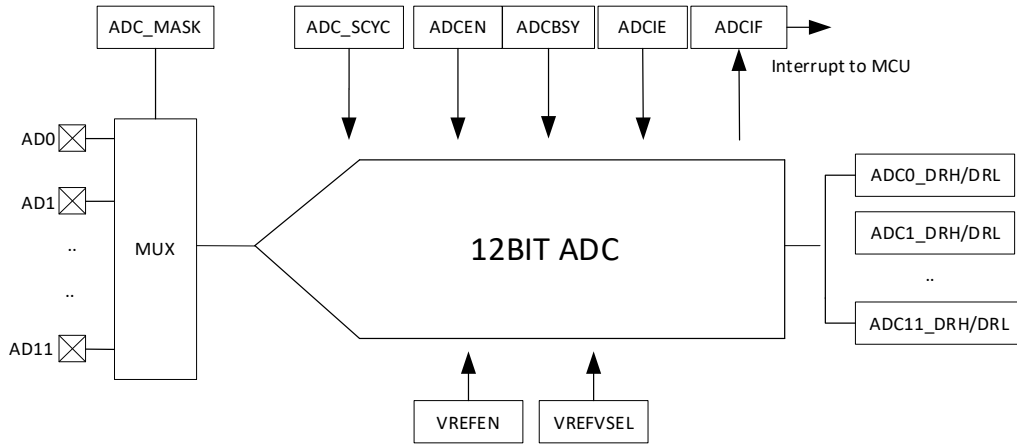 ADC_MASK
ADC_SCYC
ADCEN
ADCBSY
ADCIE
ADCIF
Interrupt to MCU
AD0
AD1
..
..
AD11
MUX
12BIT ADC
ADC0_DRH/DRL
ADC1_DRH/DRL
..
ADC11_DRH/DRL
VREFEN
VREFVSEL